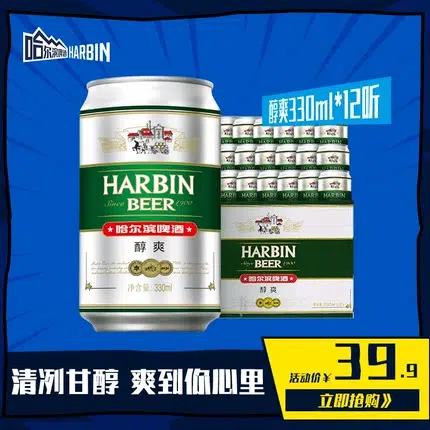 哈尔滨啤酒 HARBIN
醇爽330ml*12听
HARBIN
Since 1900
BEER
哈尔滨啤酒
醇爽
净含量:330ml
HARBIN
BEER
哈尔滨啤酒
醇爽
清冽甘醇 爽到你心里
活动价¥39.9
立即抢购》